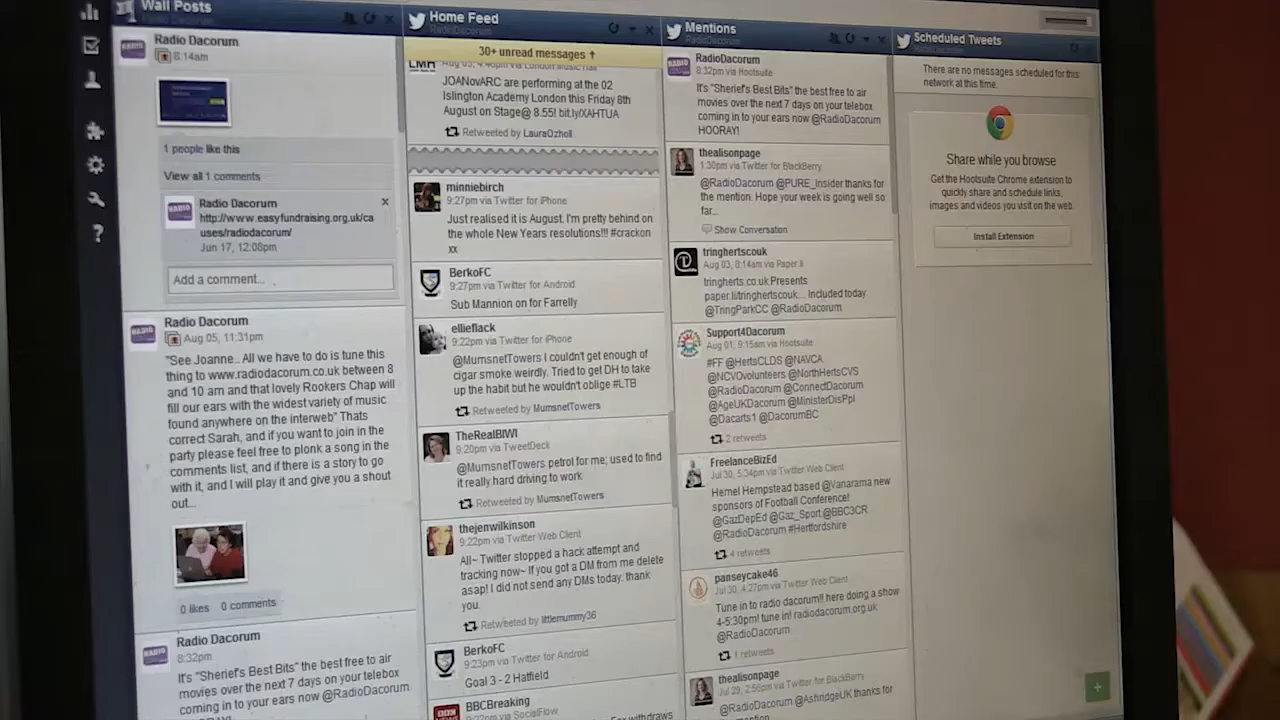 Wall Posts
Radio Dacorum
Radio Dacorum
8:14am
1 people like this
View all 1 comments
Radio Dacorum
http://www.easyfundraising.org.uk/ca
uses/radiodacorum/
Jun 17, 12:08pm
Add a comment...
Radio Dacorum
Aug 05, 11:31pm
"See Joanne.. All we have to do is tune this
thing to www.radiodacorum.co.uk between 8
and 10 am and that lovely Rookers Chap will
fill our ears with the widest variety of music
found anywhere on the interweb" Thats
correct Sarah, and if you want to join in the
party please feel free to plonk a song in the
comments list, and if there is a story to go
with it, and I will play it and give you a shout
out...
0 likes 0 comments
Radio Dacorum
8:32pm
It's "Sherief's Best Bits" the best free to air
movies over the next 7 days on your telebox
coming in to your ears now @RadioDacorum
Home Feed
RadioDacorum
30+ unread messages
LMH
Aug 03, 4:46pm via London Music Hall
JOANovARC are performing at the 02
Islington Academy London this Friday 8th
August on Stage@ 8.55! bit.ly/XAHTUA
Retweeted by LauraOzholl
minniebirch
9:27pm via Twitter for iPhone
Just realised it is August. I'm pretty behind on
the whole New Years resolutions!!! #crackon
xx
BerkoFC
9:27pm via Twitter for Android
Sub Mannion on for Farrelly
ellieflack
9:22pm via Twitter for iPhone
@MumsnetTowers I couldn't get enough of
cigar smoke weirdly. Tried to get DH to take
up the habit but he wouldn't oblige #LTB
Retweeted by MumsnetTowers
TheRealBIWI
9:20pm via TweetDeck
@MumsnetTowers petrol for me; used to find
it really hard driving to work
Retweeted by MumsnetTowers
thejenwilkinson
9:22pm via Twitter Web Client
All~ Twitter stopped a hack attempt and
tracking now~ If you got a DM from me delete
asap! I did not send any DMs today. thank
you.
Retweeted by littlemummy36
BerkoFC
9:23pm via Twitter for Android
Goal 3 - 2 Hatfield
BBCBreaking
9:22pm via SocialFlow
Fox withdraws
Mentions
RadioDacorum
RadioDacorum
8:32pm via Hootsuite
It's "Sherief's Best Bits" the best free to air
movies over the next 7 days on your telebox
coming in to your ears now @RadioDacorum
HOORAY!
thealisonpage
1:30pm via Twitter for BlackBerry
@RadioDacorum @PURE_Insider thanks for
the mention. Hope your week is going well so
far...
Show Conversation
tringhertscouk
Aug 03, 8:14am via Paper.li
tringherts.co.uk Presents
paper.li/tringhertscouk... Included today
@TringParkCC @RadioDacorum
Support4Dacorum
Aug 01, 9:15am via Hootsuite
#FF @HertsCLDS @NAVCA
@NCVOvolunteers @NorthHertsCVS
@RadioDacorum @ConnectDacorum
@AgeUKDacorum @MinisterDisPpl
@Dacarts1 @DacorumBC
2 retweets
FreelanceBizEd
Jul 30, 5:34pm via Twitter Web Client
Hemel Hempstead based @Vanarama new
sponsors of Football Conference!
@GazDepEd @Gaz_Sport @BBC3CR
@RadioDacorum #Hertfordshire
4 retweets
panseycake46
Jul 30, 4:27pm via Twitter Web Client
Tune in to radio dacorum!! here doing a show
4-5:30pm! tune in! radiodacorum.org.uk
@RadioDacorum
1 retweets
thealisonpage
Jul 29, 2:56pm via Twitter for BlackBerry
@RadioDacorum @AshridgeUK thanks for
Scheduled Tweets
There are no messages scheduled for this
network at this time.
Share while you browse
Get the Hootsuite Chrome extension to
quickly share and schedule links,
images and videos you visit on the web.
Install Extension